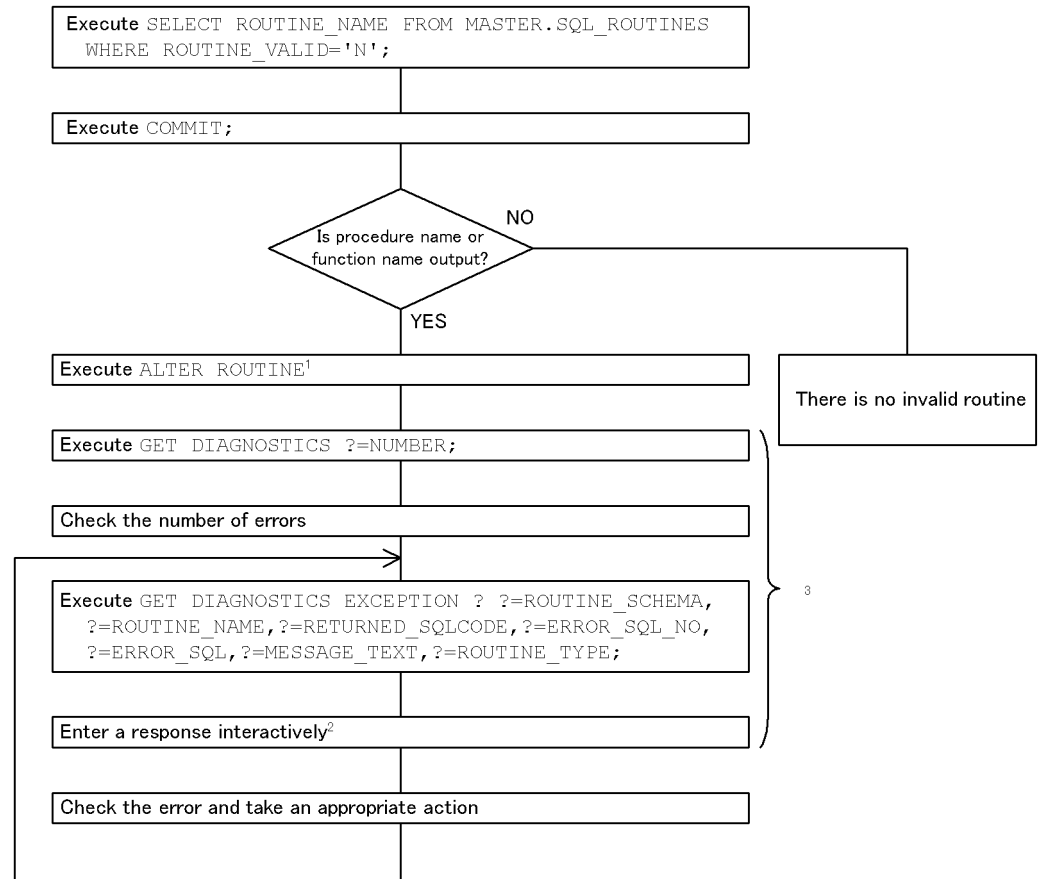 Execute SELECT ROUTINE_NAME FROM MASTER.SQL_ROUTINES
WHERE ROUTINE_VALID='N';
Execute COMMIT;
NO
Is procedure name or
function name output?
YES
Execute ALTER ROUTINE¹
There is no invalid routine
Execute GET DIAGNOSTICS ?=NUMBER;
Check the number of errors
Execute GET DIAGNOSTICS EXCEPTION ? ?=ROUTINE_SCHEMA,
?=ROUTINE_NAME,?=RETURNED_SQLCODE,?=ERROR_SQL_NO,
?=ERROR_SQL,?=MESSAGE_TEXT,?=ROUTINE_TYPE;
3
Enter a response interactively²
Check the error and take an appropriate action